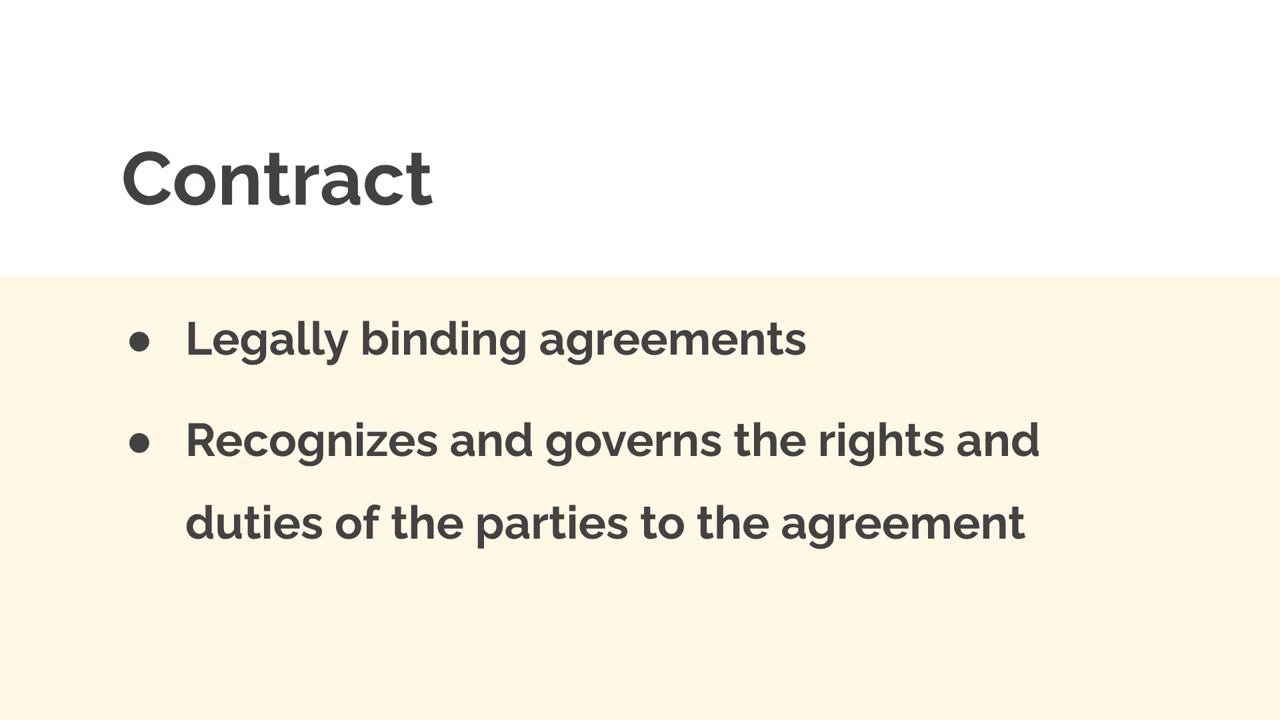 Contract
● Legally binding agreements
● Recognizes and governs the rights and
duties of the parties to the agreement